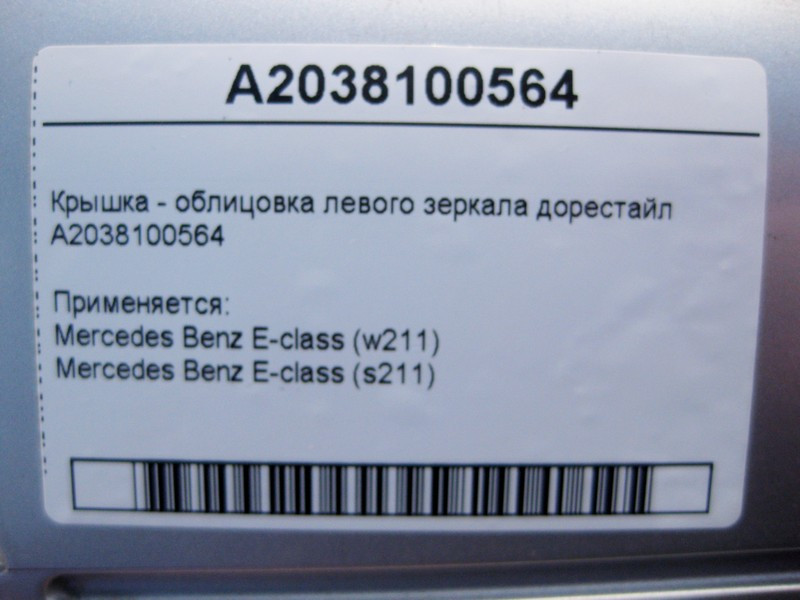 A2038100564
Крышка - облицовка левого зеркала дорестайл
A2038100564
Применяется:
Mercedes Benz E-class (w211)
Mercedes Benz E-class (s211)